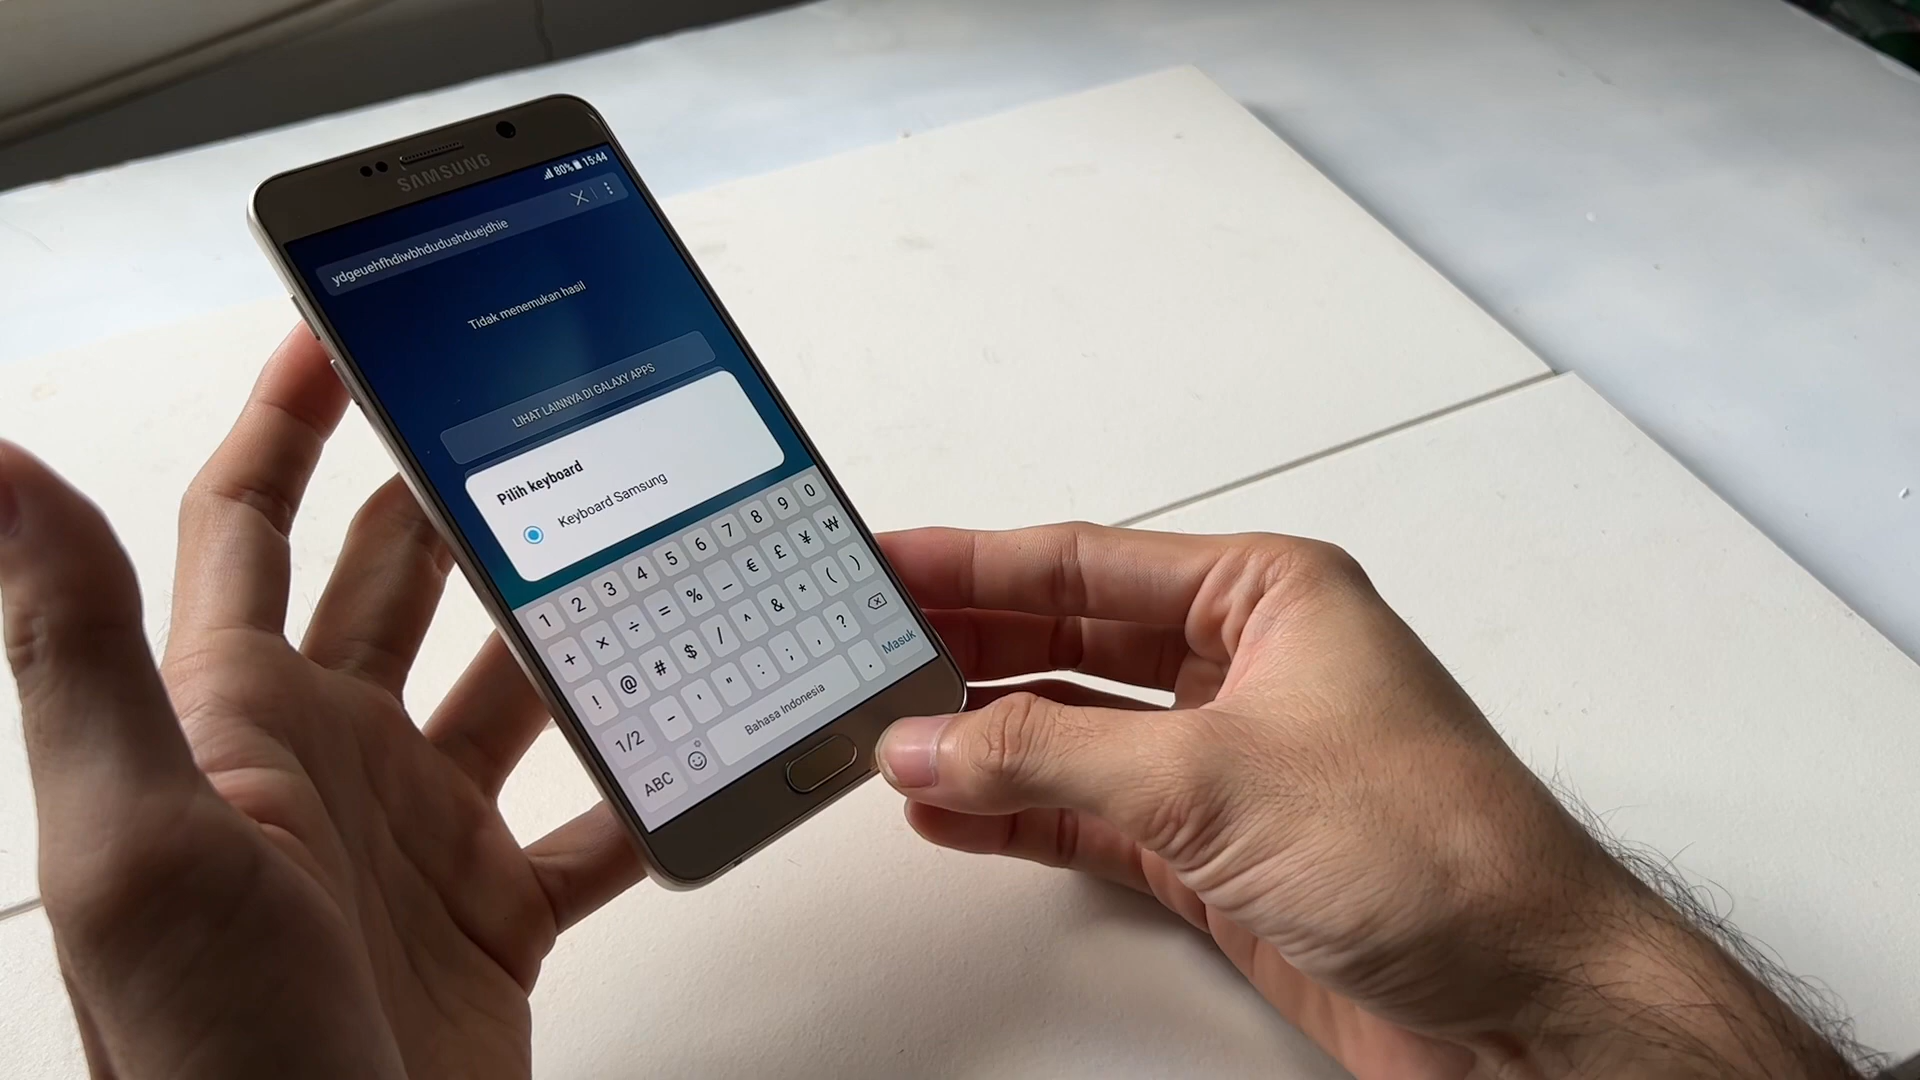 SAMSUNG
80% 15:44
ydgeuehfhdiwbhdudushduejdhie
Tidak menemukan hasil
LIHAT LAINNYA DI GALAXY APPS
Pilih keyboard
Keyboard Samsung
1 2 3 4 5 6 7 8 9 0
+ × ÷ = % _ € £ ¥ ₩
! @ # $ / ^ & * ( )
1/2 - ' " : ; , ?
ABC Bahasa Indonesia . Masuk